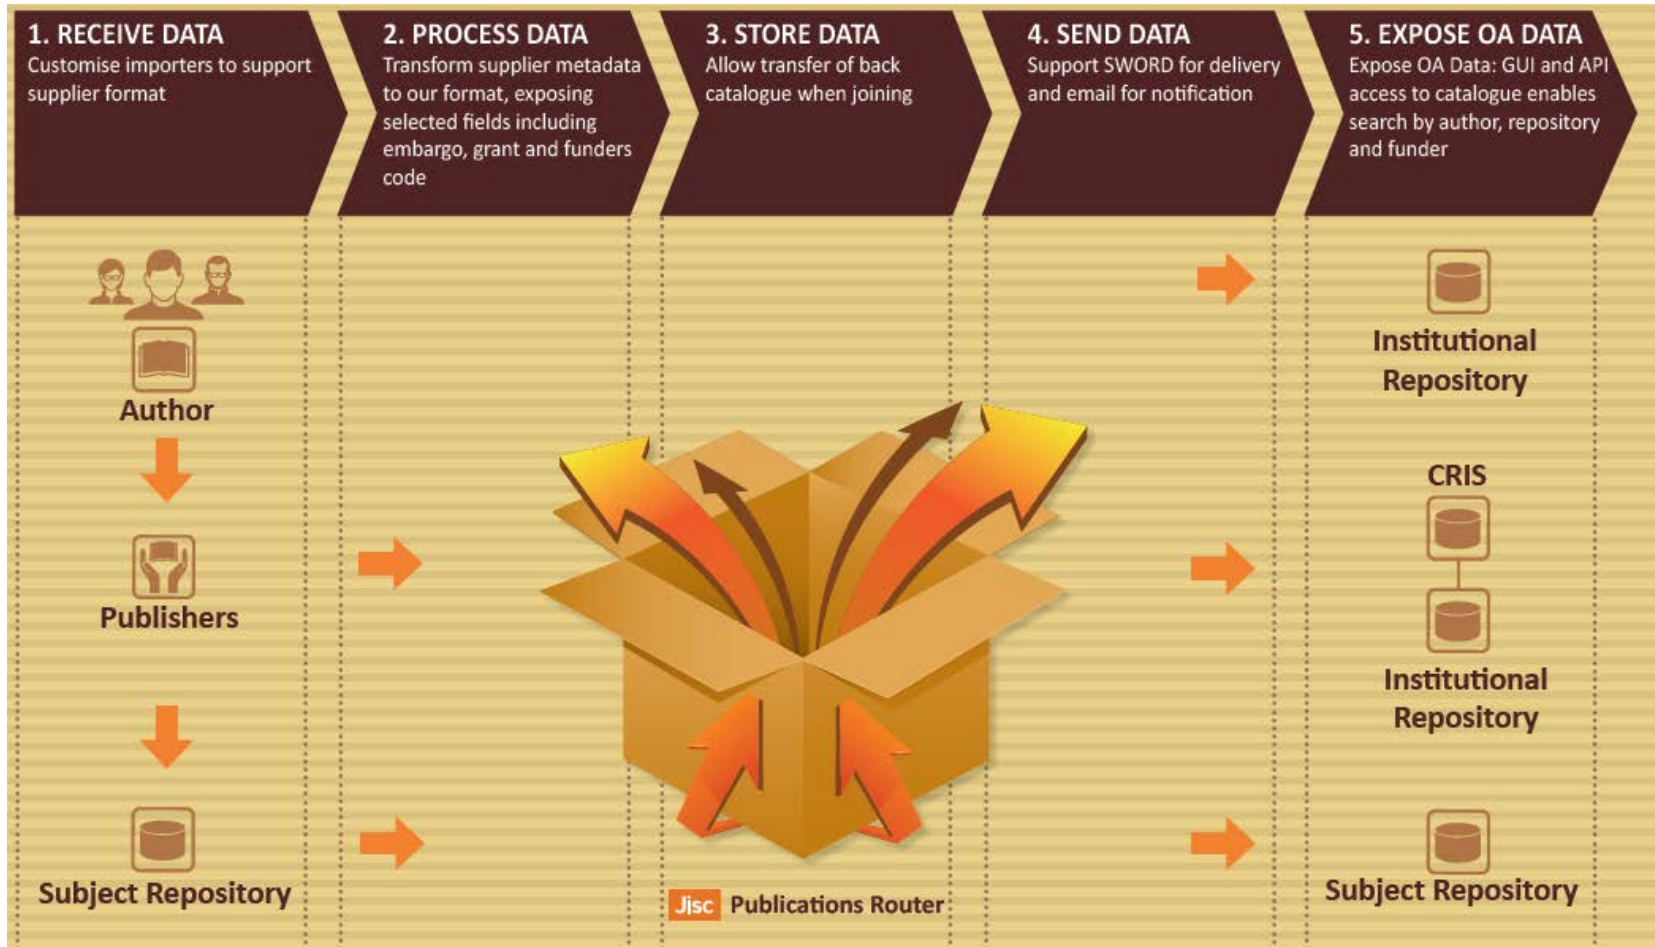 1. RECEIVE DATA
Customise importers to support
supplier format
2. PROCESS DATA
Transform supplier metadata
to our format, exposing
selected fields including
embargo, grant and funders
code
3. STORE DATA
Allow transfer of back
catalogue when joining
4. SEND DATA
Support SWORD for delivery
and email for notification
5. EXPOSE OA DATA
Expose OA Data: GUI and API
access to catalogue enables
search by author, repository
and funder
Author
Publishers
Subject Repository
Jisc Publications Router
Institutional
Repository
CRIS
Institutional
Repository
Subject Repository